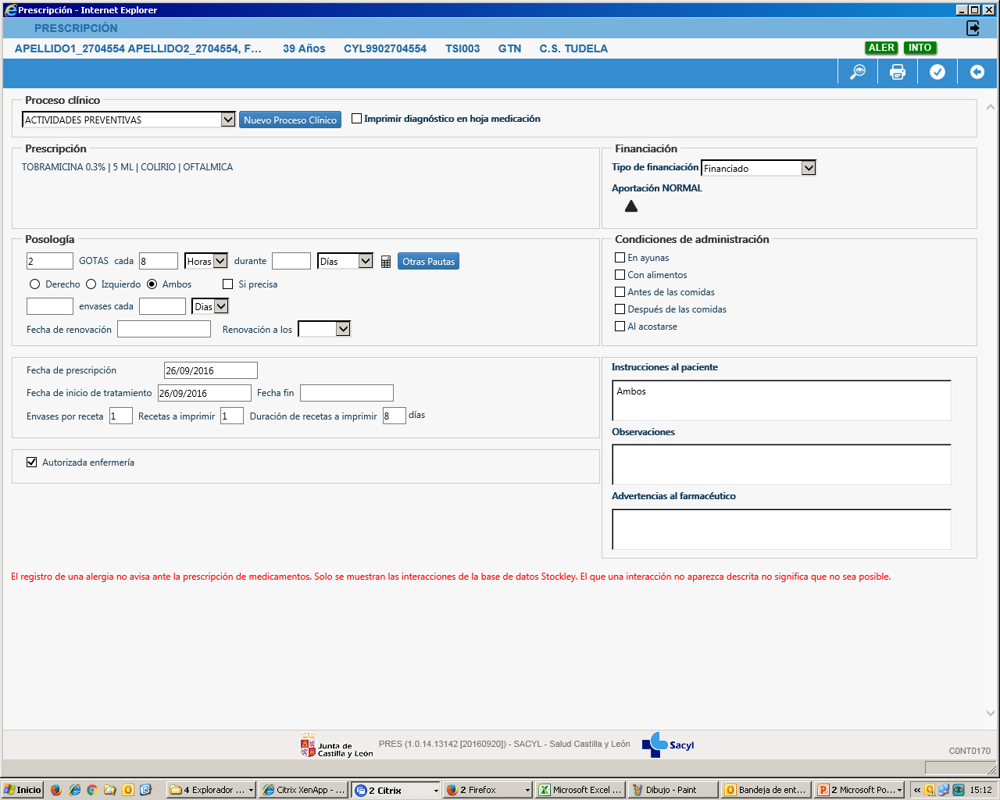 Prescripción - Internet Explorer
PRESCRIPCIÓN
APELLIDO1_2704554 APELLIDO2_2704554, F... 39 Años CYL9902704554 TSI003 GTN C.S. TUDELA ALER INTO
Proceso clínico
ACTIVIDADES PREVENTIVAS Nuevo Proceso Clínico Imprimir diagnóstico en hoja medicación
Prescripción
TOBRAMICINA 0.3% | 5 ML | COLIRIO | OFTALMICA
Financiación
Tipo de financiación Financiado
Aportación NORMAL
Posología
2 GOTAS cada 8 Horas durante Días Otras Pautas
Derecho Izquierdo Ambos Si precisa
envases cada Dias
Fecha de renovación Renovación a los
Condiciones de administración
En ayunas
Con alimentos
Antes de las comidas
Después de las comidas
Al acostarse
Fecha de prescripción 26/09/2016
Fecha de inicio de tratamiento 26/09/2016 Fecha fin
Envases por receta 1 Recetas a imprimir 1 Duración de recetas a imprimir 8 días
Autorizada enfermería
Instrucciones al paciente
Ambos
Observaciones
Advertencias al farmacéutico
El registro de una alergia no avisa ante la prescripción de medicamentos. Solo se muestran las interacciones de la base de datos Stockley. El que una interacción no aparezca descrita no significa que no sea posible.
Junta de
Castilla y León
PRES (1.0.14.13142 [20160920]) - SACYL - Salud Castilla y León
Sacyl
C0NT0170
Inicio 4 Explorador ... Citrix XenApp - ... 2 Citrix 2 Firefox Microsoft Excel ... Dibujo - Paint Bandeja de ent... 2 Microsoft Po... « 15:12